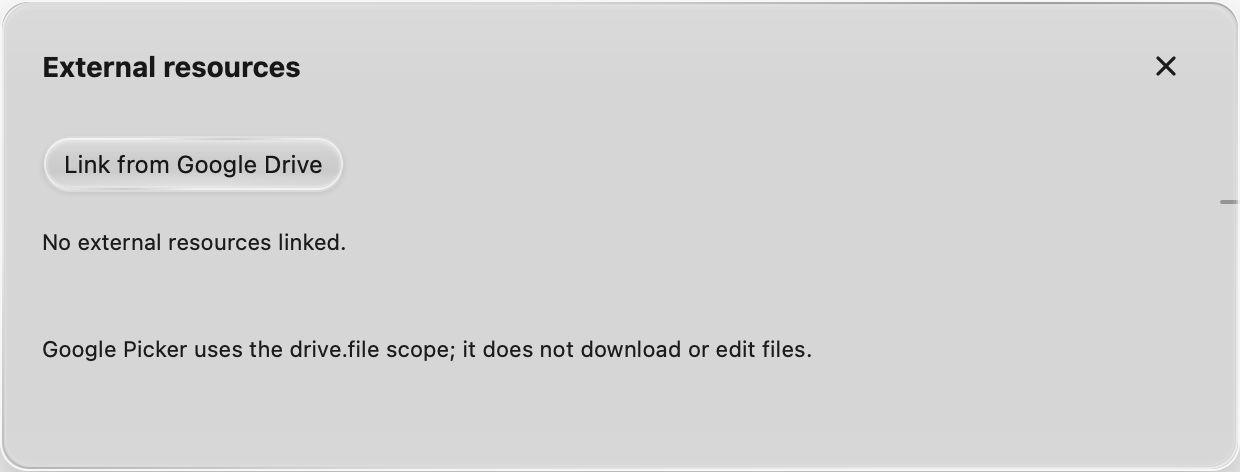 External resources
Link from Google Drive
No external resources linked.
Google Picker uses the drive.file scope; it does not download or edit files.